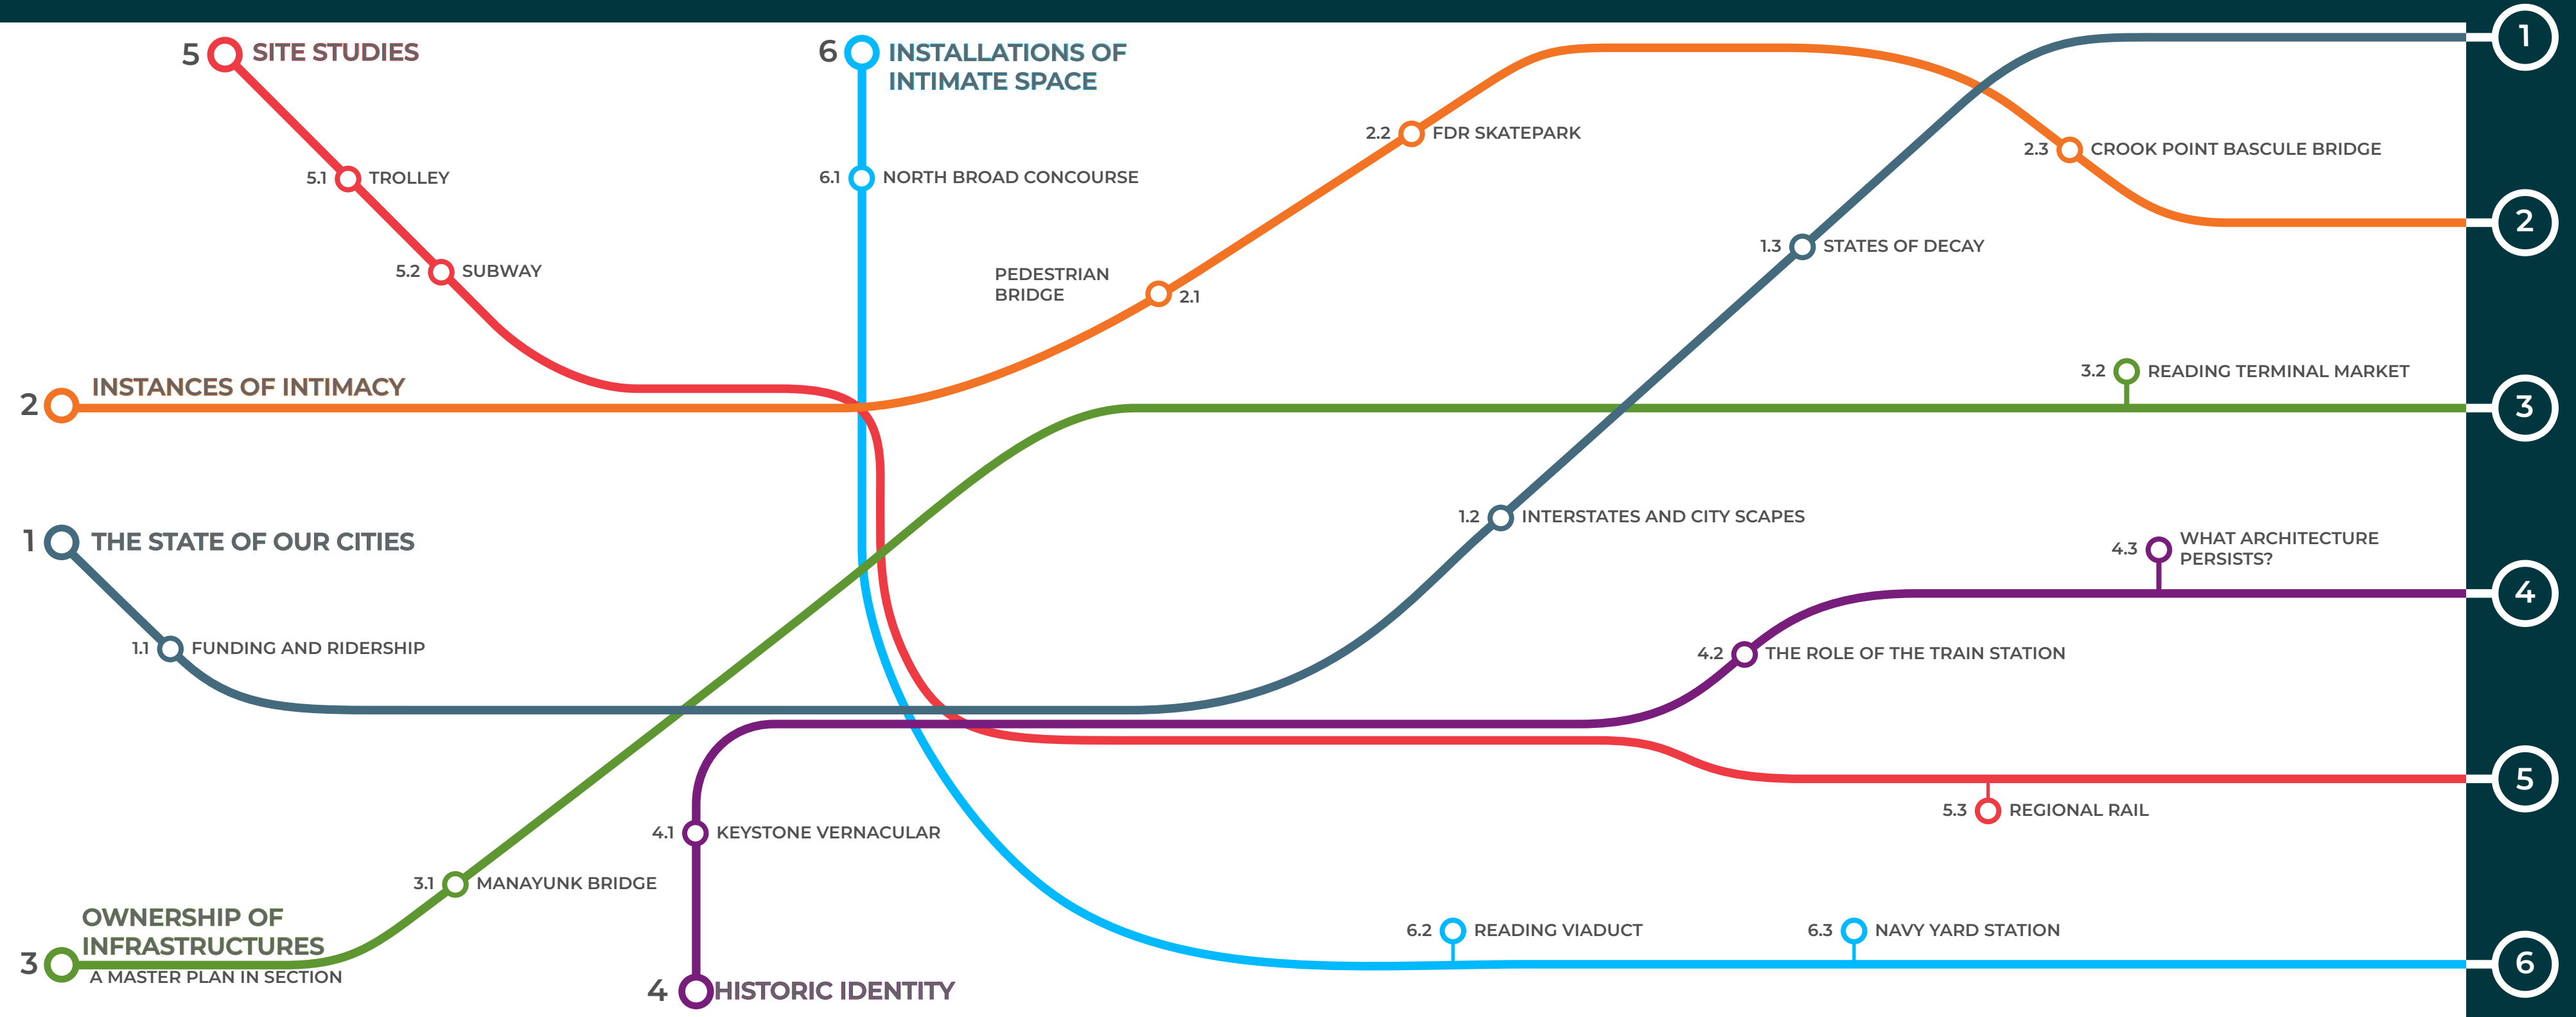 5 SITE STUDIES
6 INSTALLATIONS OF
INTIMATE SPACE
1
2.2 FDR SKATEPARK
2.3 CROOK POINT BASCULE BRIDGE
5.1 TROLLEY
6.1 NORTH BROAD CONCOURSE
2
1.3 STATES OF DECAY
5.2 SUBWAY
PEDESTRIAN
BRIDGE
2.1
3.2 READING TERMINAL MARKET
2 INSTANCES OF INTIMACY
3
1.2 INTERSTATES AND CITY SCAPES
1 THE STATE OF OUR CITIES
4.3 WHAT ARCHITECTURE
PERSISTS?
4
1.1 FUNDING AND RIDERSHIP
4.2 THE ROLE OF THE TRAIN STATION
5
5.3 REGIONAL RAIL
4.1 KEYSTONE VERNACULAR
3.1 MANAYUNK BRIDGE
OWNERSHIP OF
INFRASTRUCTURES
3
A MASTER PLAN IN SECTION
6.2 READING VIADUCT
6.3 NAVY YARD STATION
6
4 HISTORIC IDENTITY